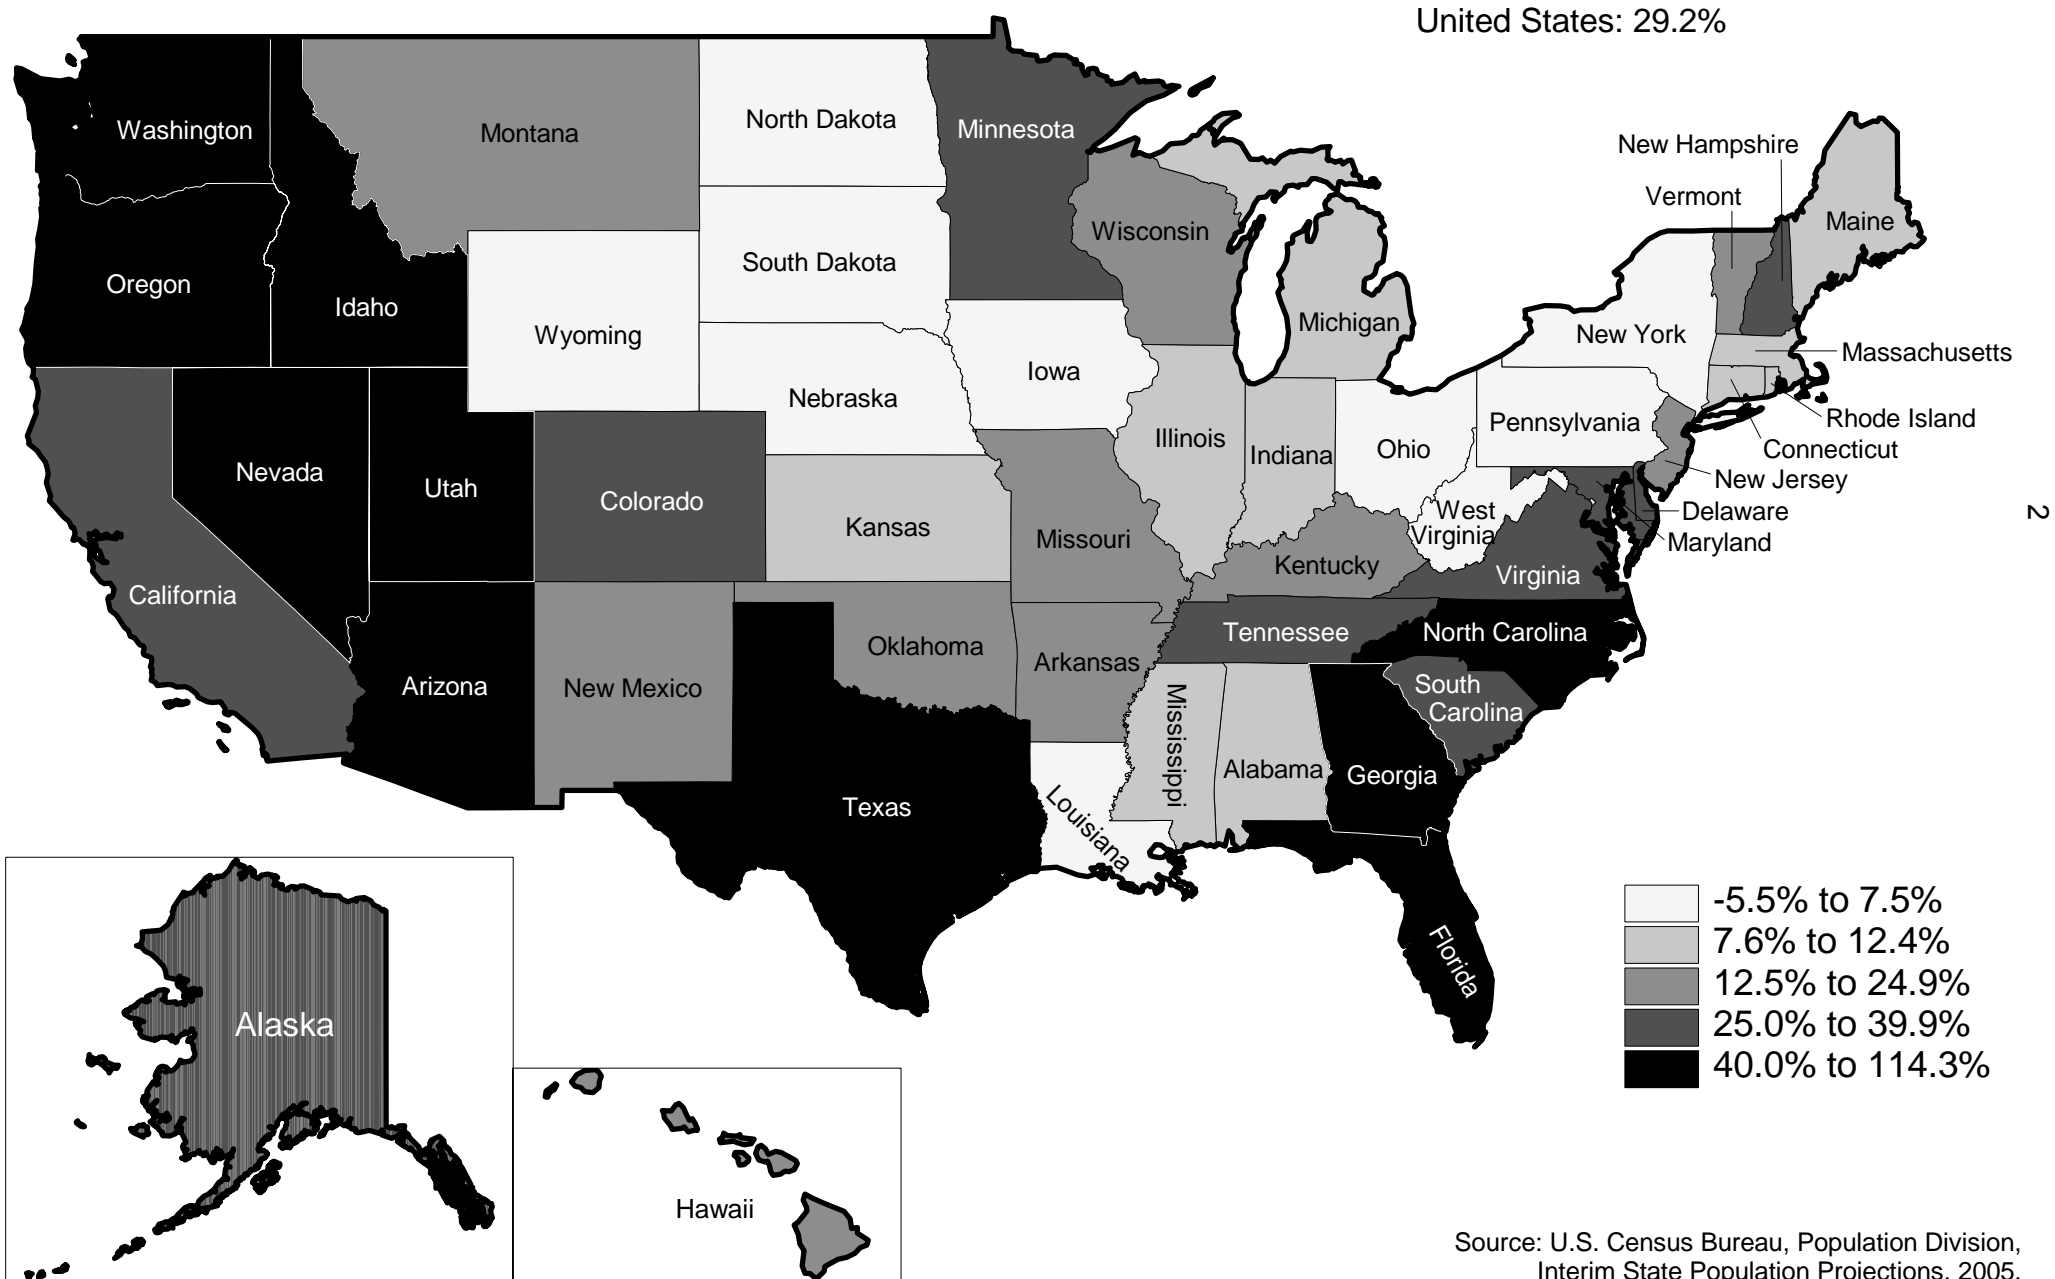 United States: 29.2%
Washington
Montana
North Dakota
Minnesota
New Hampshire
Vermont
Maine
Wisconsin
South Dakota
Oregon
Idaho
Wyoming
Michigan
New York
Massachusetts
Iowa
Nebraska
Rhode Island
Pennsylvania
Connecticut
Illinois
Indiana
Ohio
New Jersey
Nevada
Utah
Colorado
Kansas
West
Virginia
Delaware
Maryland
2
Missouri
Kentucky
Virginia
California
Tennessee
North Carolina
Oklahoma
Arkansas
Arizona
New Mexico
South
Carolina
Mississippi
Alabama
Georgia
Texas
Louisiana
Florida
-5.5% to 7.5%
7.6% to 12.4%
12.5% to 24.9%
25.0% to 39.9%
40.0% to 114.3%
Alaska
Hawaii
Source: U.S. Census Bureau, Population Division,
Interim State Population Projections, 2005.